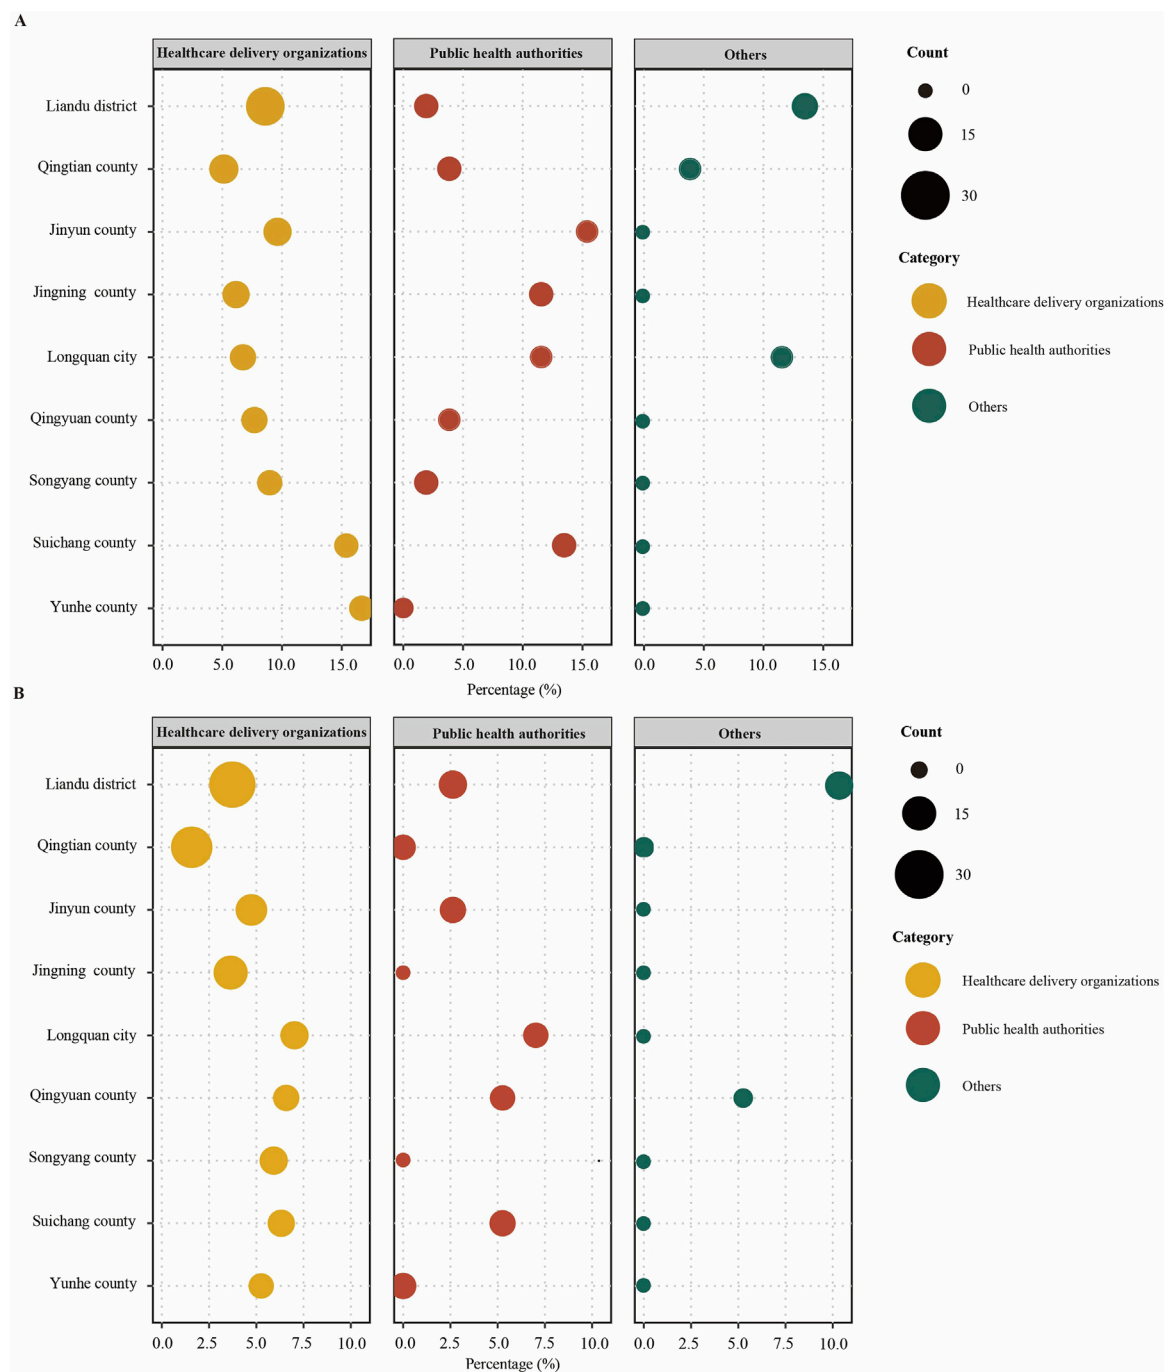 A
Healthcare delivery organizations Public health authorities Others
Count
0
15
30
Category
Healthcare delivery organizations
Public health authorities
Others
Liandu district
Qingtian county
Jinyun county
Jingning county
Longquan city
Qingyuan county
Songyang county
Suichang county
Yunhe county
0.0 5.0 10.0 15.0 0.0 5.0 10.0 15.0 0.0 5.0 10.0 15.0
Percentage (%)
B
Healthcare delivery organizations Public health authorities Others
Count
0
15
30
Category
Healthcare delivery organizations
Public health authorities
Others
Liandu district
Qingtian county
Jinyun county
Jingning county
Longquan city
Qingyuan county
Songyang county
Suichang county
Yunhe county
0.0 2.5 5.0 7.5 10.0 0.0 2.5 5.0 7.5 10.0 0.0 2.5 5.0 7.5 10.0
Percentage (%)